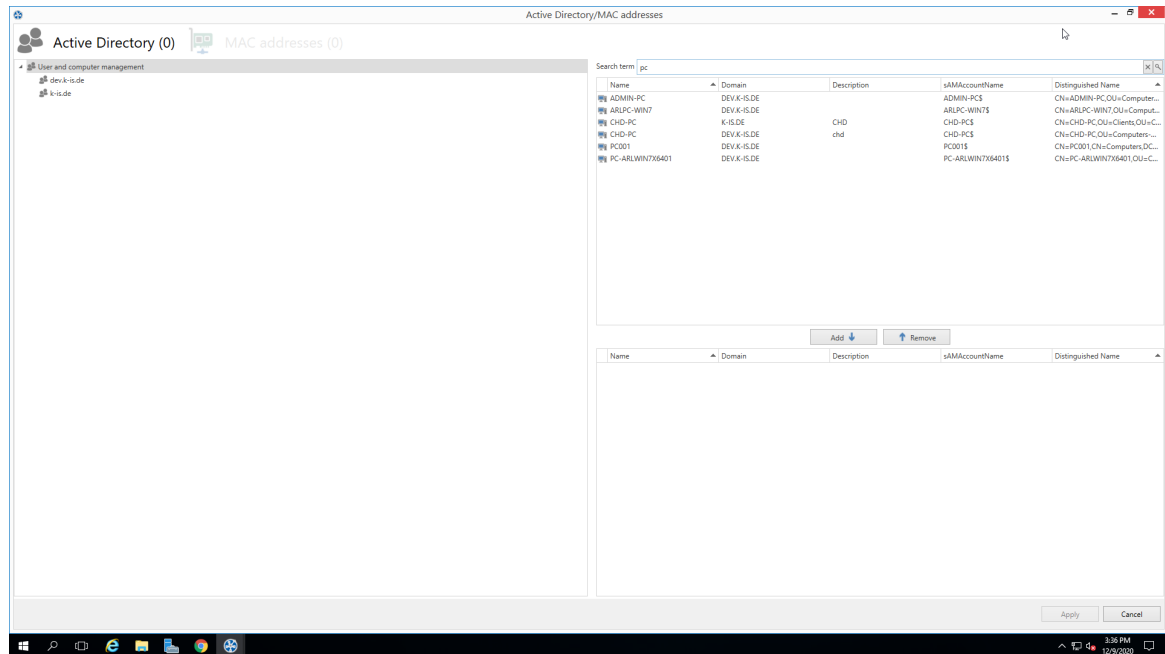 Active Directory/MAC addresses
Active Directory (0) MAC addresses (0)
User and computer management
dev.k-is.de
k-is.de
Search term pc
Name Domain Description sAMAccountName Distinguished Name
ADMIN-PC DEV.K-IS.DE ADMIN-PC$ CN=ADMIN-PC,OU=Computer...
ARLPC-WIN7 DEV.K-IS.DE ARLPC-WIN7$ CN=ARLPC-WIN7,OU=Comput...
CHD-PC K-IS.DE CHD CHD-PC$ CN=CHD-PC,OU=Clients,OU=C...
CHD-PC DEV.K-IS.DE chd CHD-PC$ CN=CHD-PC,OU=Computers-...
PC001 DEV.K-IS.DE PC001$ CN=PC001,CN=Computers,DC...
PC-ARLWIN7X6401 DEV.K-IS.DE PC-ARLWIN7X6401$ CN=PC-ARLWIN7X6401,OU=C...
Add Remove
Name Domain Description sAMAccountName Distinguished Name
Apply Cancel
3:36 PM
12/9/2020